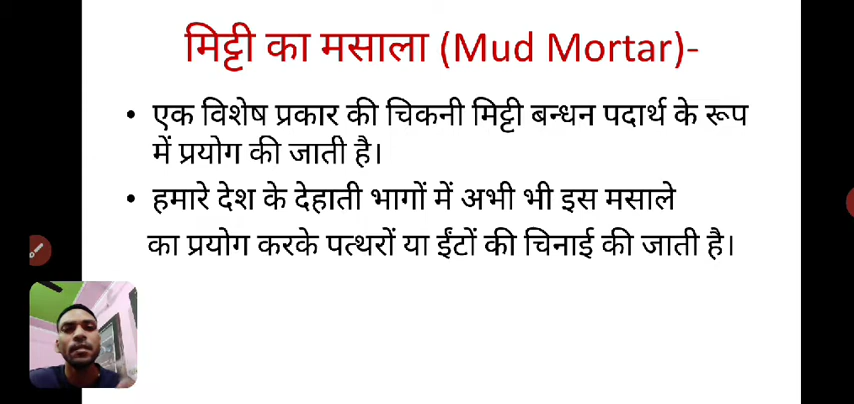 मिट्टी का मसाला (Mud Mortar)-
• एक विशेष प्रकार की चिकनी मिट्टी बन्धन पदार्थ के रूप
में प्रयोग की जाती है।
• हमारे देश के देहाती भागों में अभी भी इस मसाले
का प्रयोग करके पत्थरों या ईंटों की चिनाई की जाती है।